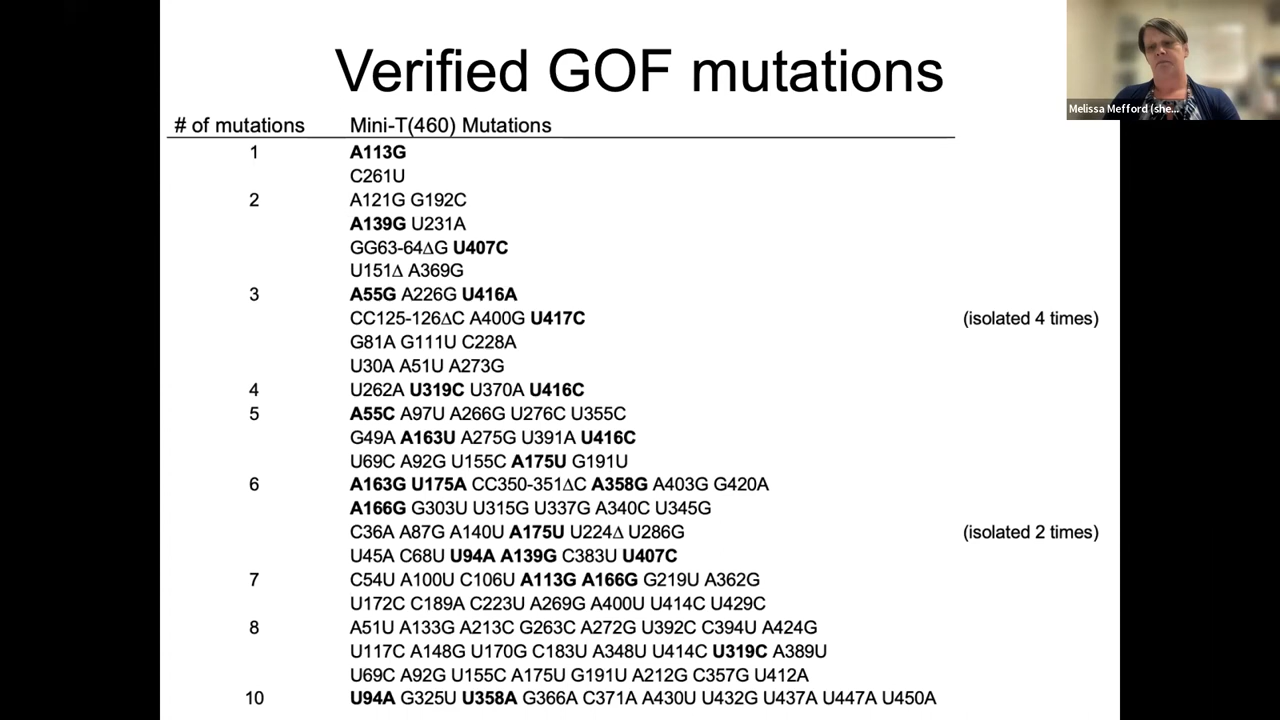 Verified GOF mutations
Melissa Mefford (she...
# of mutations Mini-T(460) Mutations
1 A113G
C261U
2 A121G G192C
A139G U231A
GG63-64ΔG U407C
U151Δ A369G
3 A55G A226G U416A
CC125-126ΔC A400G U417C (isolated 4 times)
G81A G111U C228A
U30A A51U A273G
4 U262A U319C U370A U416C
5 A55C A97U A266G U276C U355C
G49A A163U A275G U391A U416C
U69C A92G U155C A175U G191U
6 A163G U175A CC350-351ΔC A358G A403G G420A
A166G G303U U315G U337G A340C U345G
C36A A87G A140U A175U U224Δ U286G (isolated 2 times)
U45A C68U U94A A139G C383U U407C
7 C54U A100U C106U A113G A166G G219U A362G
U172C C189A C223U A269G A400U U414C U429C
8 A51U A133G A213C G263C A272G U392C C394U A424G
U117C A148G U170G C183U A348U U414C U319C A389U
U69C A92G U155C A175U G191U A212G C357G U412A
10 U94A G325U U358A G366A C371A A430U U432G U437A U447A U450A